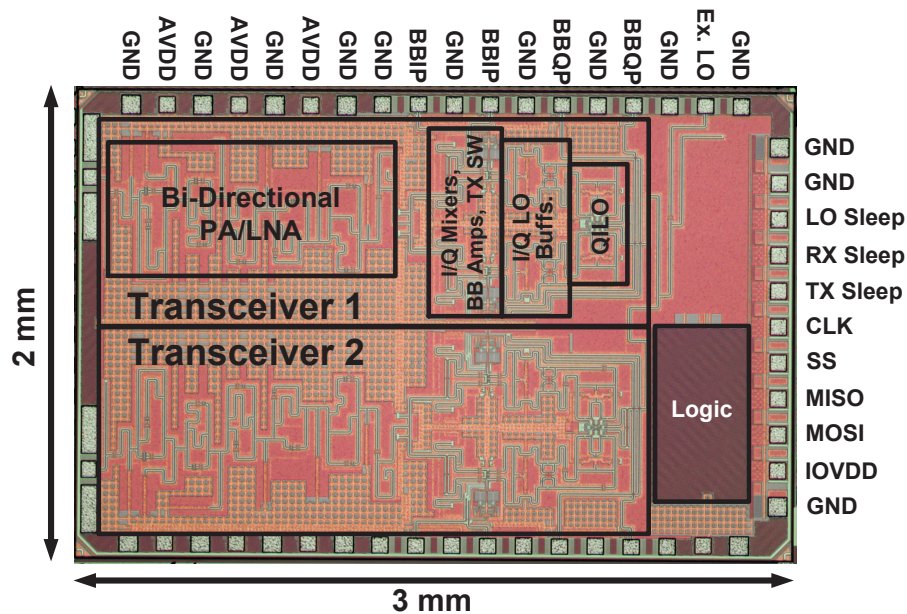 GND
AVDD
GND
AVDD
GND
AVDD
GND
GND
BBIP
GND
BBIP
GND
BBQP
GND
BBQP
GND
Ex. LO
GND
GND
GND
LO Sleep
RX Sleep
TX Sleep
CLK
SS
MISO
MOSI
IOVDD
GND
Bi-Directional
PA/LNA
I/Q Mixers,
BB Amps, TX SW
I/Q LO
Buffs.
QILO
Transceiver 1
Transceiver 2
Logic
2 mm
3 mm